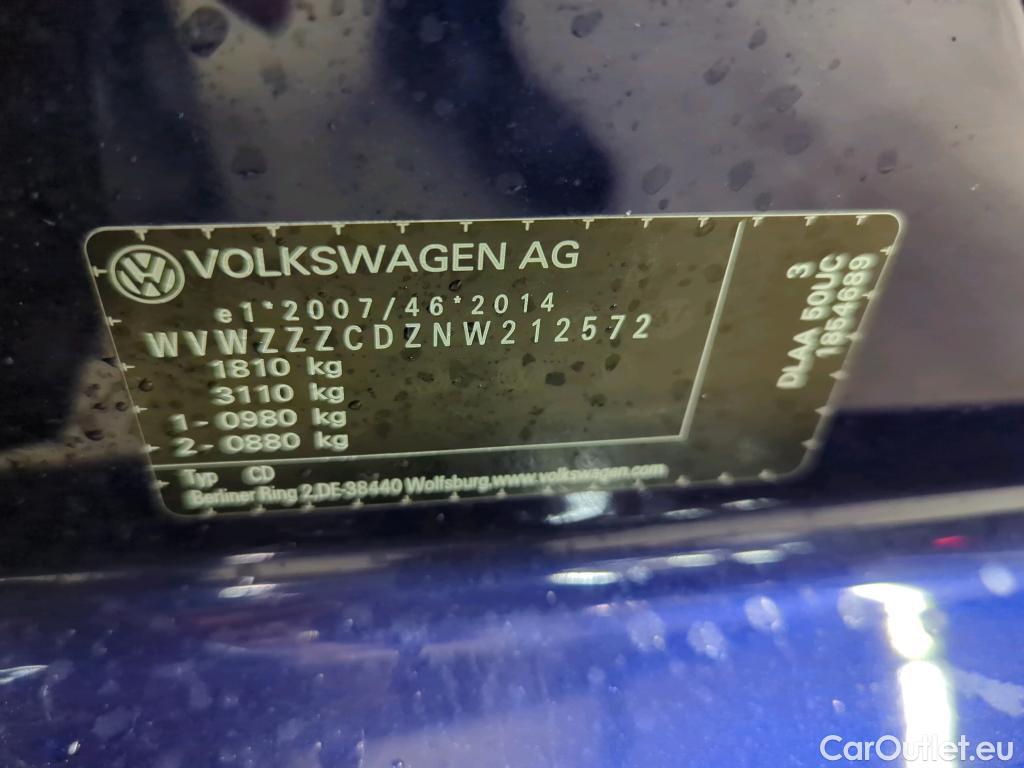 VOLKSWAGEN AG
e1*2007/46*2014
WVWZZZCDZNW212572
1810 kg
3110 kg
1-0980 kg
2-0880 kg
Typ CD
Berliner Ring 2,DE-38440 Wolfsburg,www.volkswagen.com
3
DLAA 50UC
1854689
CarOutlet.eu